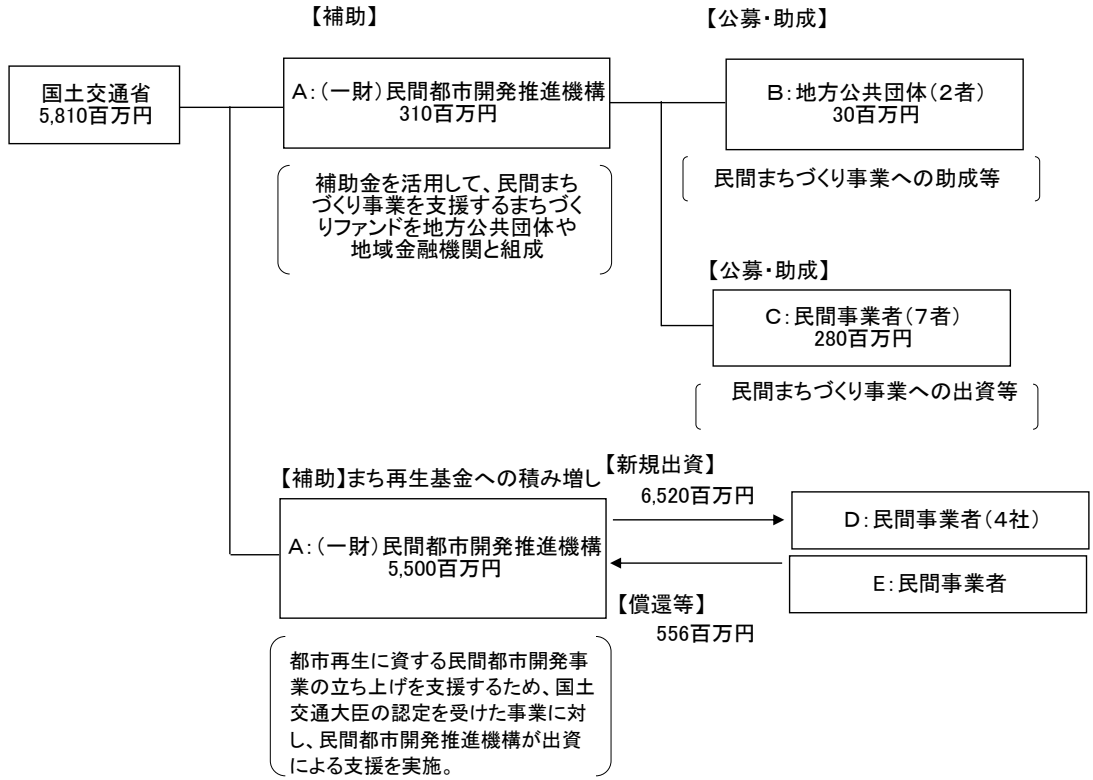 【補助】
【公募・助成】
国土交通省
5,810百万円
A:(一財)民間都市開発推進機構
310百万円
B:地方公共団体(2者)
30百万円
補助金を活用して、民間まち
づくり事業を支援するまちづく
りファンドを地方公共団体や
地域金融機関と組成
民間まちづくり事業への助成等
【公募・助成】
C:民間事業者(7者)
280百万円
民間まちづくり事業への出資等
【補助】まち再生基金への積み増し
【新規出資】
6,520百万円
A:(一財)民間都市開発推進機構
5,500百万円
D:民間事業者(4社)
E:民間事業者
【償還等】
556百万円
都市再生に資する民間都市開発事
業の立ち上げを支援するため、国土
交通大臣の認定を受けた事業に対
し、民間都市開発推進機構が出資
による支援を実施。